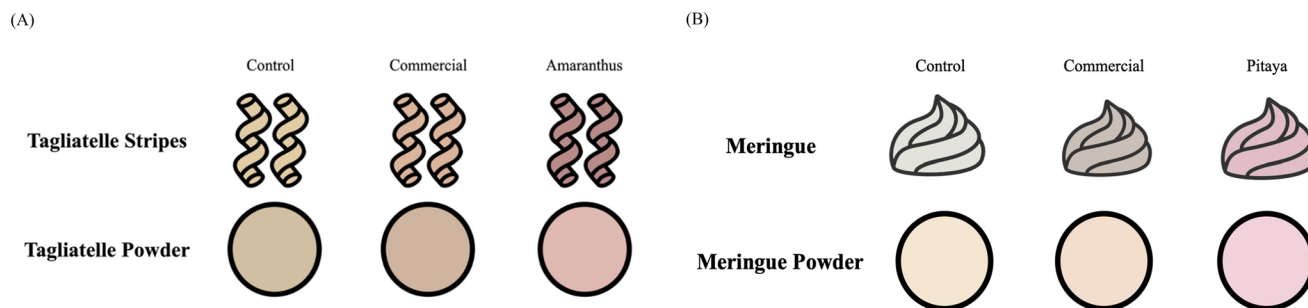 (A)
Control Commercial Amaranthus
Tagliatelle Stripes
Tagliatelle Powder
(B)
Control Commercial Pitaya
Meringue
Meringue Powder